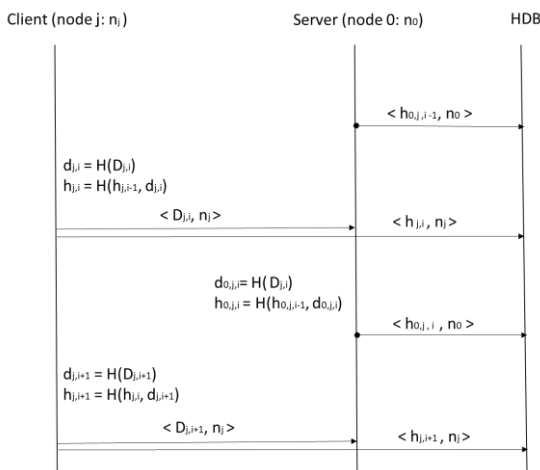 Client (node j: nj)
Server (node 0: n0)
HDB
< h0,j,i-1, n0 >
dj,i = H(Dj,i)
hj,i = H(hj,i-1, dj,i)
< Dj,i, nj>
< hj,i , nj>
d0,j,i= H(Dj,i)
h0,j,i = H(h0,j,i-1, d0,j,i)
< h0,j, i , n0 >
dj,i+1 = H(Dj,i+1)
hj,i+1 = H(hj,i, dj,i+1)
< Dj,i+1, nj>
< hj,i+1 , nj>